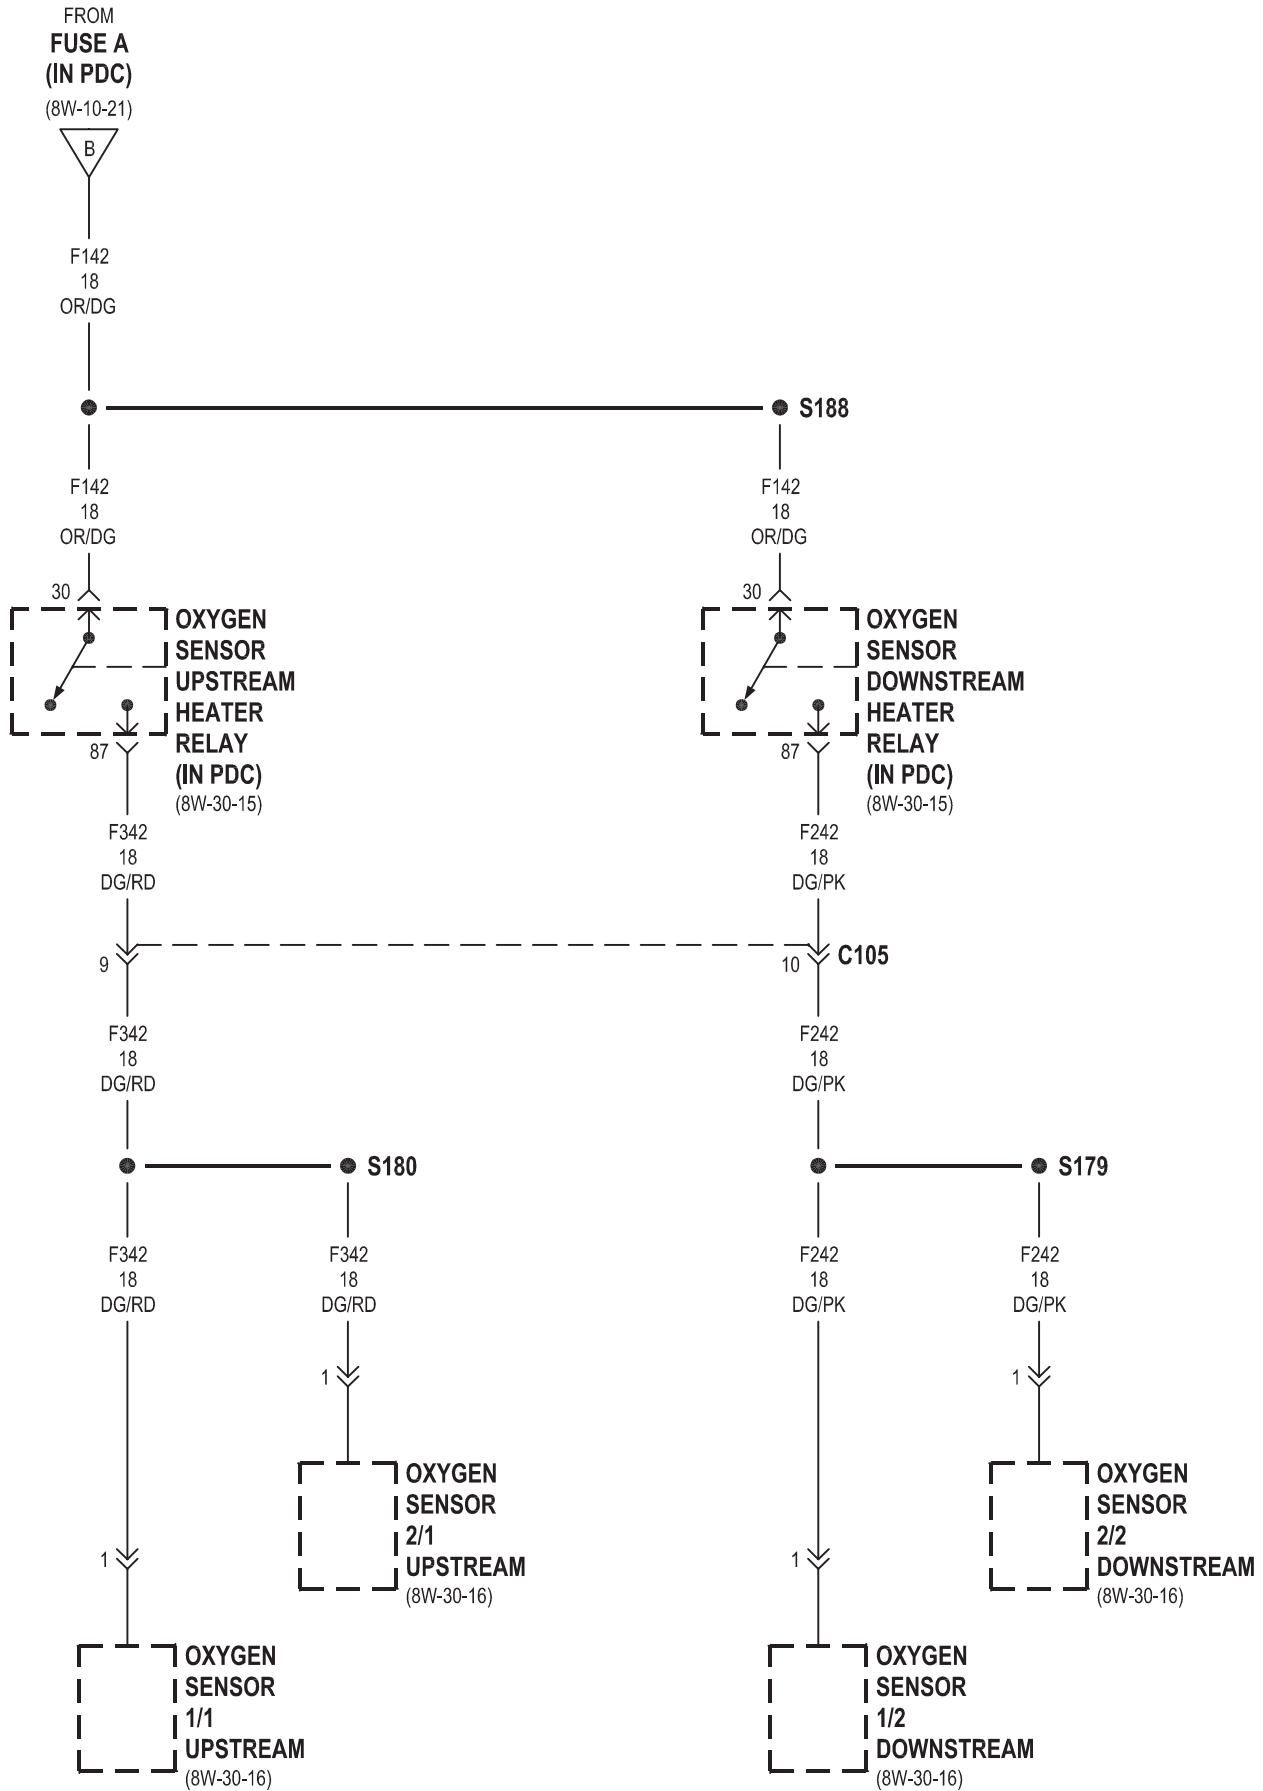 FROM
FUSE A
(IN PDC)
(8W-10-21)
B
F142
18
OR/DG
S188
F142
18
OR/DG
F142
18
OR/DG
30
OXYGEN
SENSOR
UPSTREAM
HEATER
RELAY
(IN PDC)
(8W-30-15)
87
30
OXYGEN
SENSOR
DOWNSTREAM
HEATER
RELAY
(IN PDC)
(8W-30-15)
87
F342
18
DG/RD
F242
18
DG/PK
9
10
C105
F342
18
DG/RD
F242
18
DG/PK
S180
S179
F342
18
DG/RD
F342
18
DG/RD
F242
18
DG/PK
F242
18
DG/PK
1
1
OXYGEN
SENSOR
2/1
UPSTREAM
(8W-30-16)
OXYGEN
SENSOR
2/2
DOWNSTREAM
(8W-30-16)
1
1
OXYGEN
SENSOR
1/1
UPSTREAM
(8W-30-16)
OXYGEN
SENSOR
1/2
DOWNSTREAM
(8W-30-16)